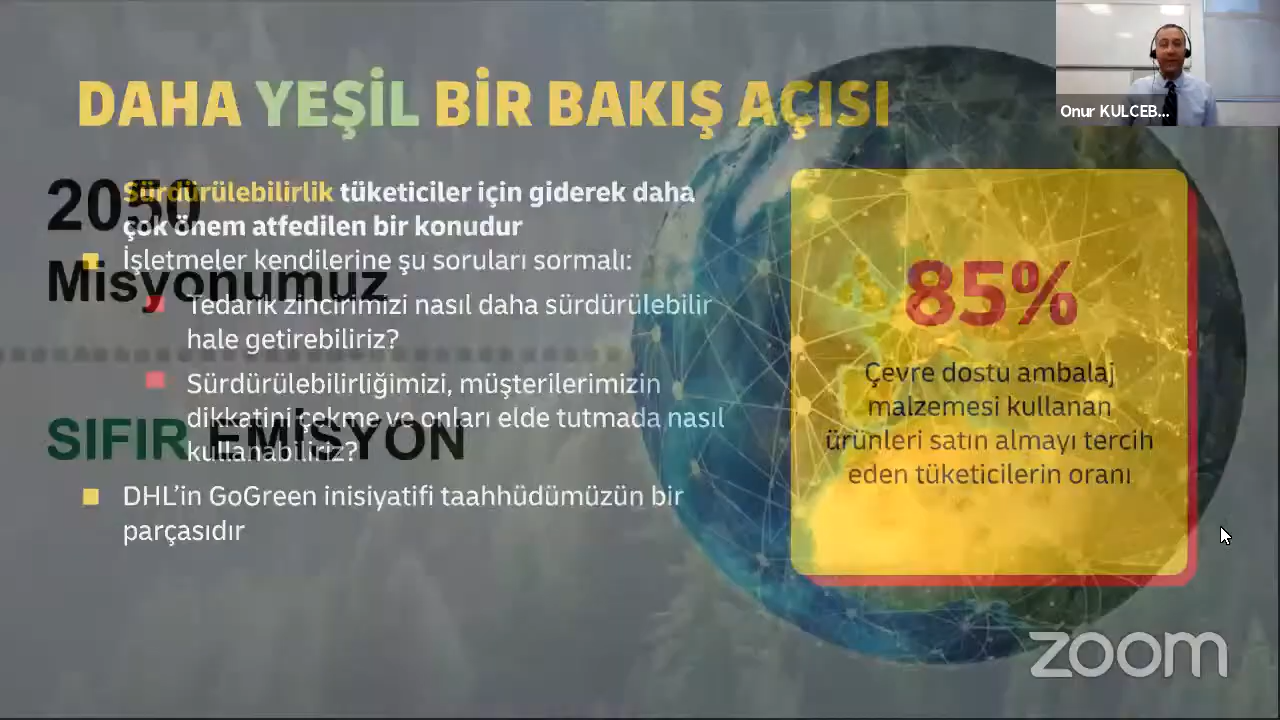 DAHA YEŞİL BİR BAKIŞ AÇISI
Onur KULCEB...
Sürdürülebilirlik tüketiciler için giderek daha
çok önem atfedilen bir konudur
İşletmeler kendilerine şu soruları sormalı:
Tedarik zincirimizi nasıl daha sürdürülebilir
hale getirebiliriz?
Sürdürülebilirliğimizi, müşterilerimizin
dikkatini çekme ve onları elde tutmada nasıl
kullanabiliriz?
DHL'in GoGreen inisiyatifi taahhüdümüzün bir
parçasıdır
2050
Misyonumuz
SIFIR EMİSYON
85%
Çevre dostu ambalaj
malzemesi kullanan
ürünleri satın almayı tercih
eden tüketicilerin oranı
zoom